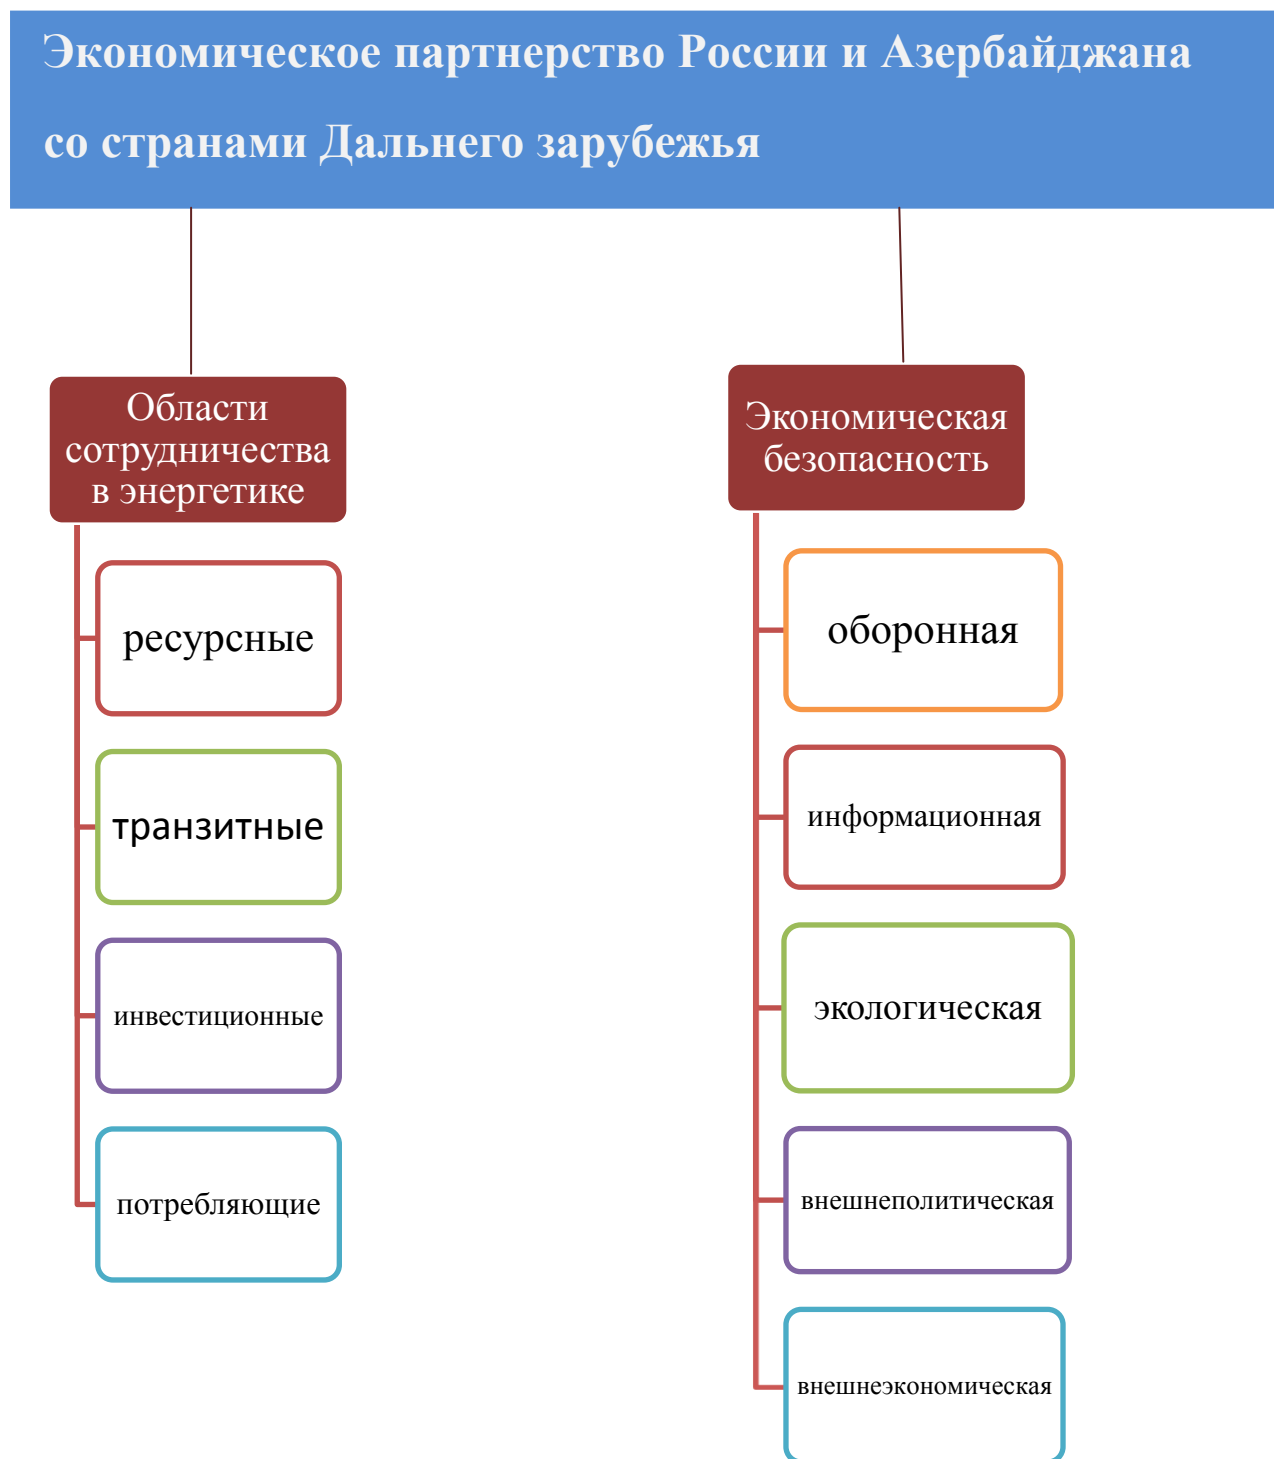 Экономическое партнерство России и Азербайджана
со странами Дальнего зарубежья
Области
сотрудничества
в энергетике
ресурсные
транзитные
инвестиционные
потребляющие
Экономическая
безопасность
оборонная
информационная
экологическая
внешнеполитическая
внешнеэкономическая